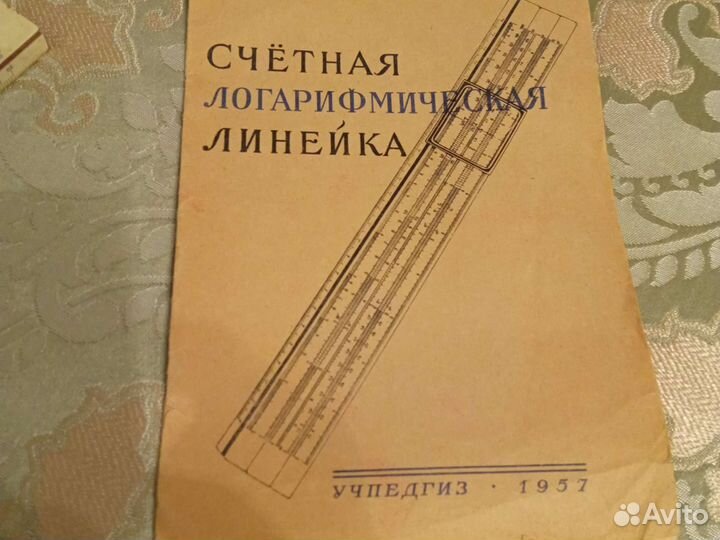 СЧЁТНАЯ
ЛОГАРИФМИЧЕСКАЯ
ЛИНЕЙКА
УЧПЕДГИЗ · 1957
Avito